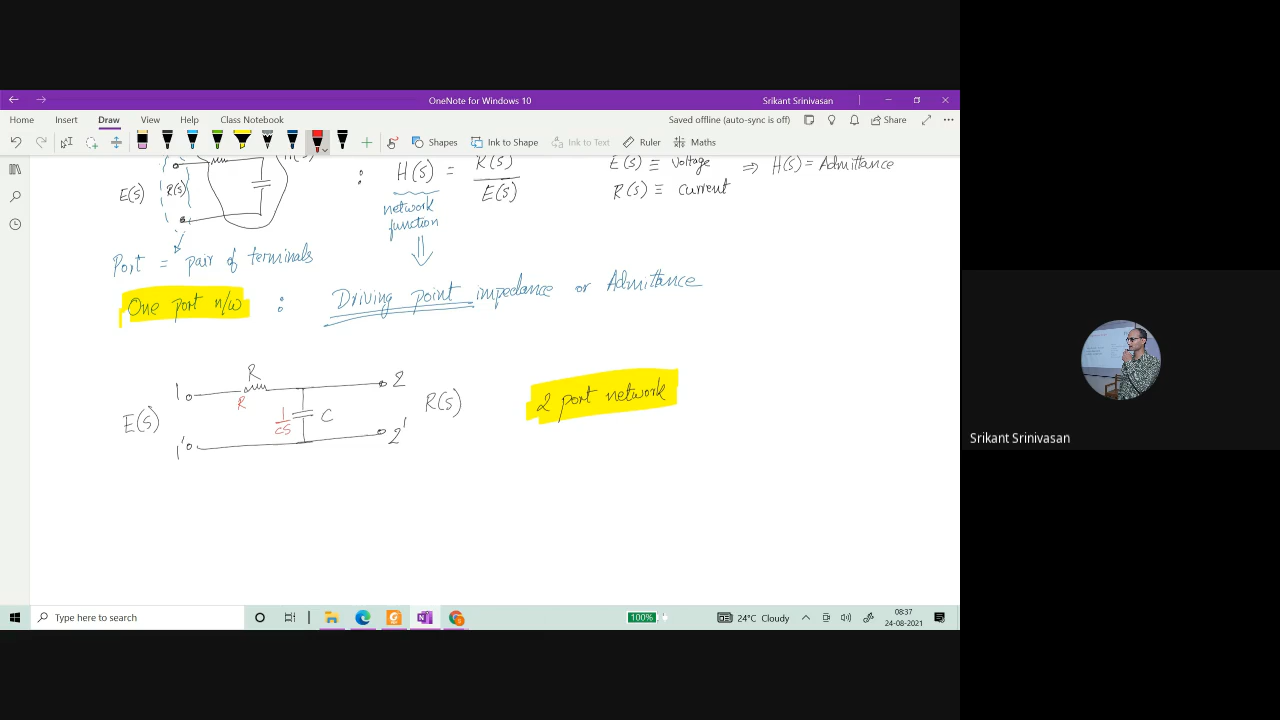 OneNote for Windows 10
Srikant Srinivasan
Home Insert Draw View Help Class Notebook
Saved offline (auto-sync is off) Share
Shapes Ink to Shape Ink to Text Ruler Maths
E(s) R(s) H(s)
: H(s) = R(s) / E(s)
network
function
E(s) ≡ Voltage ⇒ H(s) = Admittance
R(s) ≡ current
Port = pair of terminals
One port n/w : Driving point impedance or Admittance
R
1 2
R
E(s) 1/cs C R(s)
1' 2'
2 port network
Srikant Srinivasan
Type here to search
100%
24°C Cloudy
08:37
24-08-2021